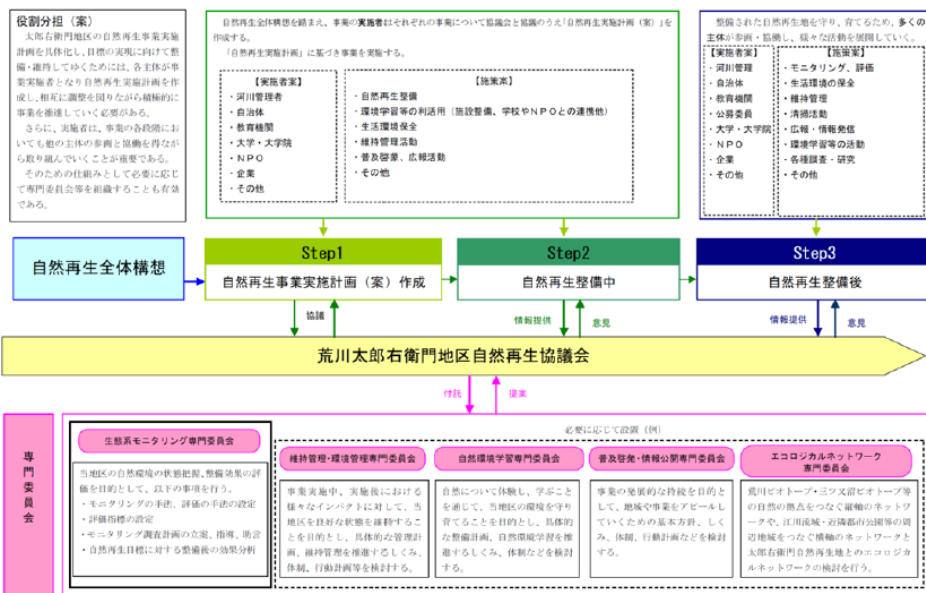 役割分担(案)
太郎右衛門地区の自然再生事業実施
計画を具体化し、目標の実現に向けて整
備・維持してゆくためには、各主体が事
業実施者となり自然再生実施計画を作
成し、相互に調整を図りながら積極的に
事業を推進していく必要がある。
さらに、実施者は、事業の各段階にお
いても他の主体の参画と協働を得なが
ら取り組んでいくことが重要である。
そのための仕組みとして必要に応じ
て専門委員会等を組織することも有効
である。
自然再生全体構想を踏まえ、事業の実施者はそれぞれの事業について協議会と協議のうえ「自然再生実施計画(案)」を
作成する。
「自然再生実施計画」に基づき事業を実施する。
【実施者案】
・河川管理者
・自治体
・教育機関
・大学・大学院
・NPO
・企業
・その他
【施策案】
・自然再生整備
・環境学習等の利活用(施設整備、学校やNPOとの連携他)
・生活環境保全
・維持管理活動
・普及啓蒙、広報活動
・その他
整備された自然再生地を守り、育てるため、多くの
主体が参画・協働し、様々な活動を展開していく。
【実施者案】
・河川管理
・自治体
・教育機関
・公募委員
・大学・大学院
・NPO
・企業
・その他
【施策案】
・モニタリング、評価
・生活環境の保全
・維持管理
・清掃活動
・広報・情報発信
・環境学習等の活動
・各種調査・研究
・その他
自然再生全体構想
Step1
自然再生事業実施計画(案)作成
Step2
自然再生整備中
Step3
自然再生整備後
協議
情報提供
意見
情報提供
意見
荒川太郎右衛門地区自然再生協議会
付託
提案
専門委員会
必要に応じて設置(例)
生態系モニタリング専門委員会
当地区の自然環境の状態把握、整備効果の評
価を目的として、以下の事項を行う。
・モニタリングの手法、評価の手法の設定
・評価指標の設定
・モニタリング調査計画の立案、指導、助言
・自然再生目標に対する整備後の効果分析
維持管理・環境管理専門委員会
事業実施中、実施後における
様々なインパクトに対して、当
地区を良好な状態を維持するこ
とを目的とし、具体的な管理計
画、維持管理を推進するしくみ、
体制、行動計画等を検討する。
自然環境学習専門委員会
自然について体験し、学ぶこと
を通じて、当地区の環境を守
り育てることを目的とし、具体
的な整備計画、自然環境学習を推
進するしくみ、体制などを検討す
る。
普及啓発・情報公開専門委員会
事業の発展的な持続を目的と
して、地域や事業をアピールし
ていくための基本方針、しく
み、体制、行動計画などを検討
する。
エコロジカルネットワーク
専門委員会
荒川ビオトープ・三ツ又沼ビオトープ等
の自然の拠点をつなぐ縦軸のネットワー
クや、江川流域・近隣都市公園等の周
辺地域をつなぐ横軸のネットワークと
太郎右衛門自然再生地とのエコロジカ
ルネットワークの検討を行う。